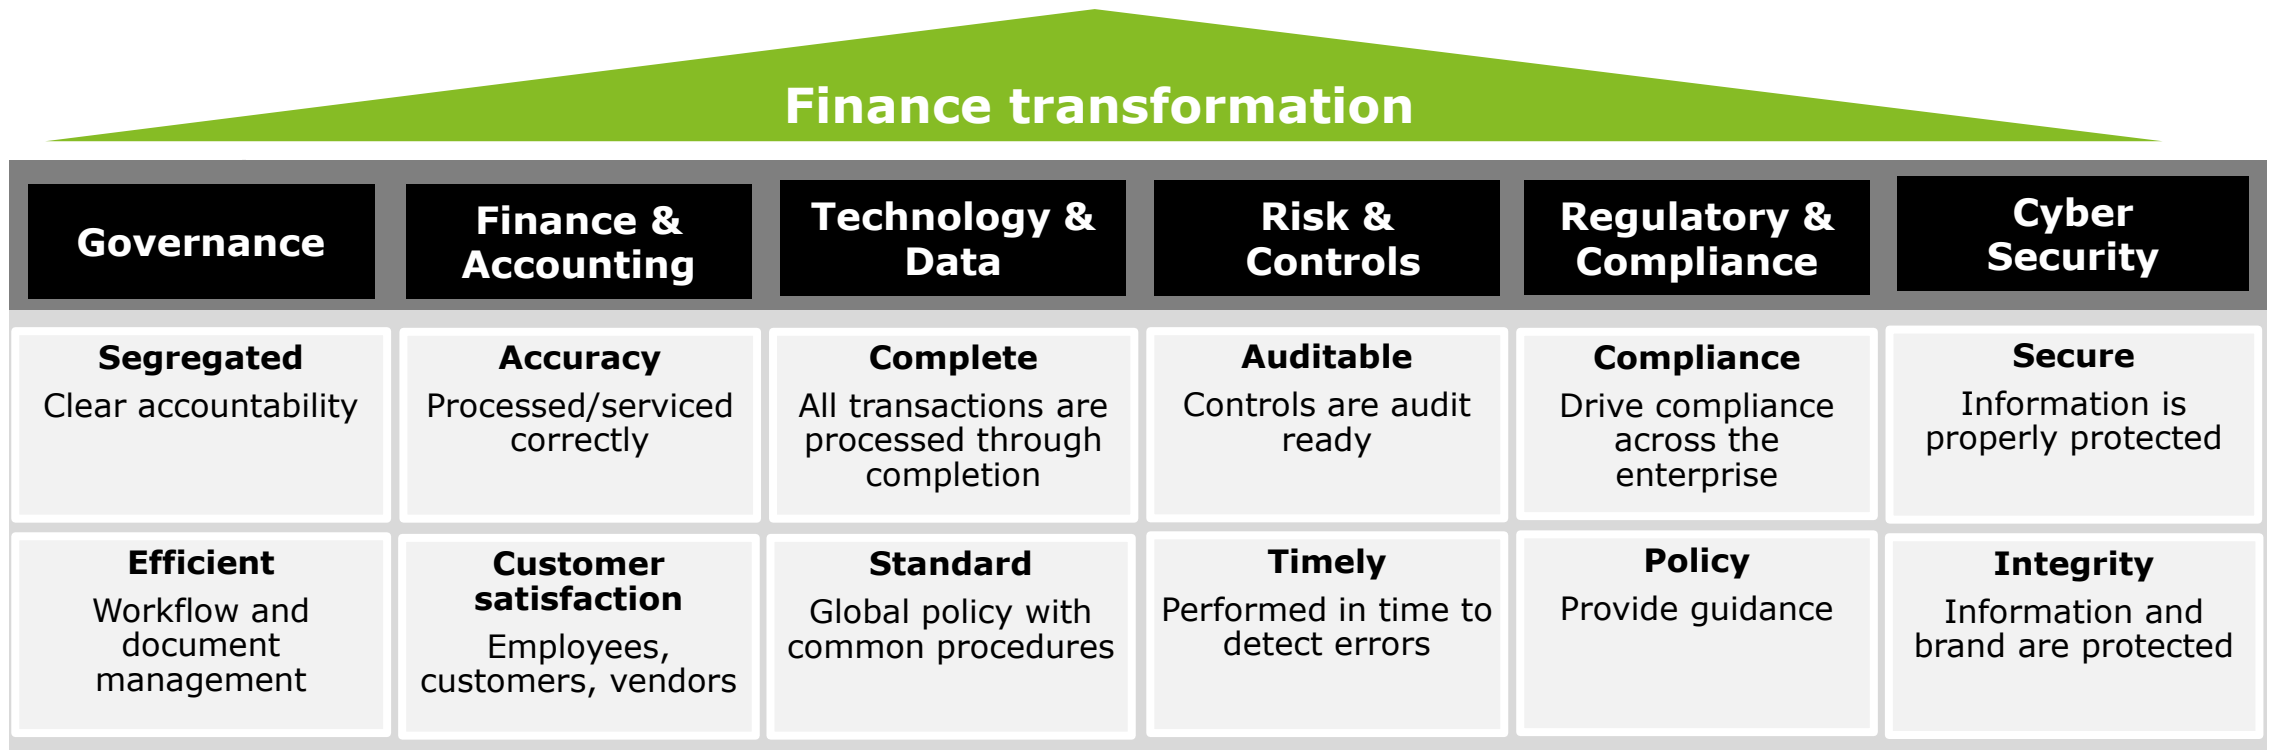 Finance transformation
Governance
Finance &
Accounting
Technology &
Data
Risk &
Controls
Regulatory &
Compliance
Cyber
Security
Segregated
Clear accountability
Accuracy
Processed/serviced
correctly
Complete
All transactions are
processed through
completion
Auditable
Controls are audit
ready
Compliance
Drive compliance
across the
enterprise
Secure
Information is
properly protected
Efficient
Workflow and
document
management
Customer
satisfaction
Employees,
customers, vendors
Standard
Global policy with
common procedures
Timely
Performed in time to
detect errors
Policy
Provide guidance
Integrity
Information and
brand are protected